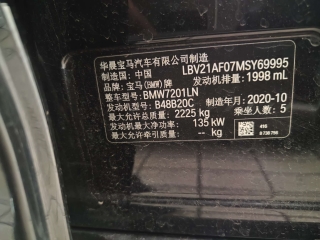 华晨宝马汽车有限公司制造
制造国: 中国 LBV21AF07MSY69995
品牌: 宝马(BMW)牌 发动机排量: 1998 mL
整车型号: BMW7201LN
发动机型号: B48B20C 制造年月: 2020-10
最大允许总质量: 2225 kg 乘坐人数: 5
发动机最大净功率: 135 kW
最大允许牵引质量: -- kg